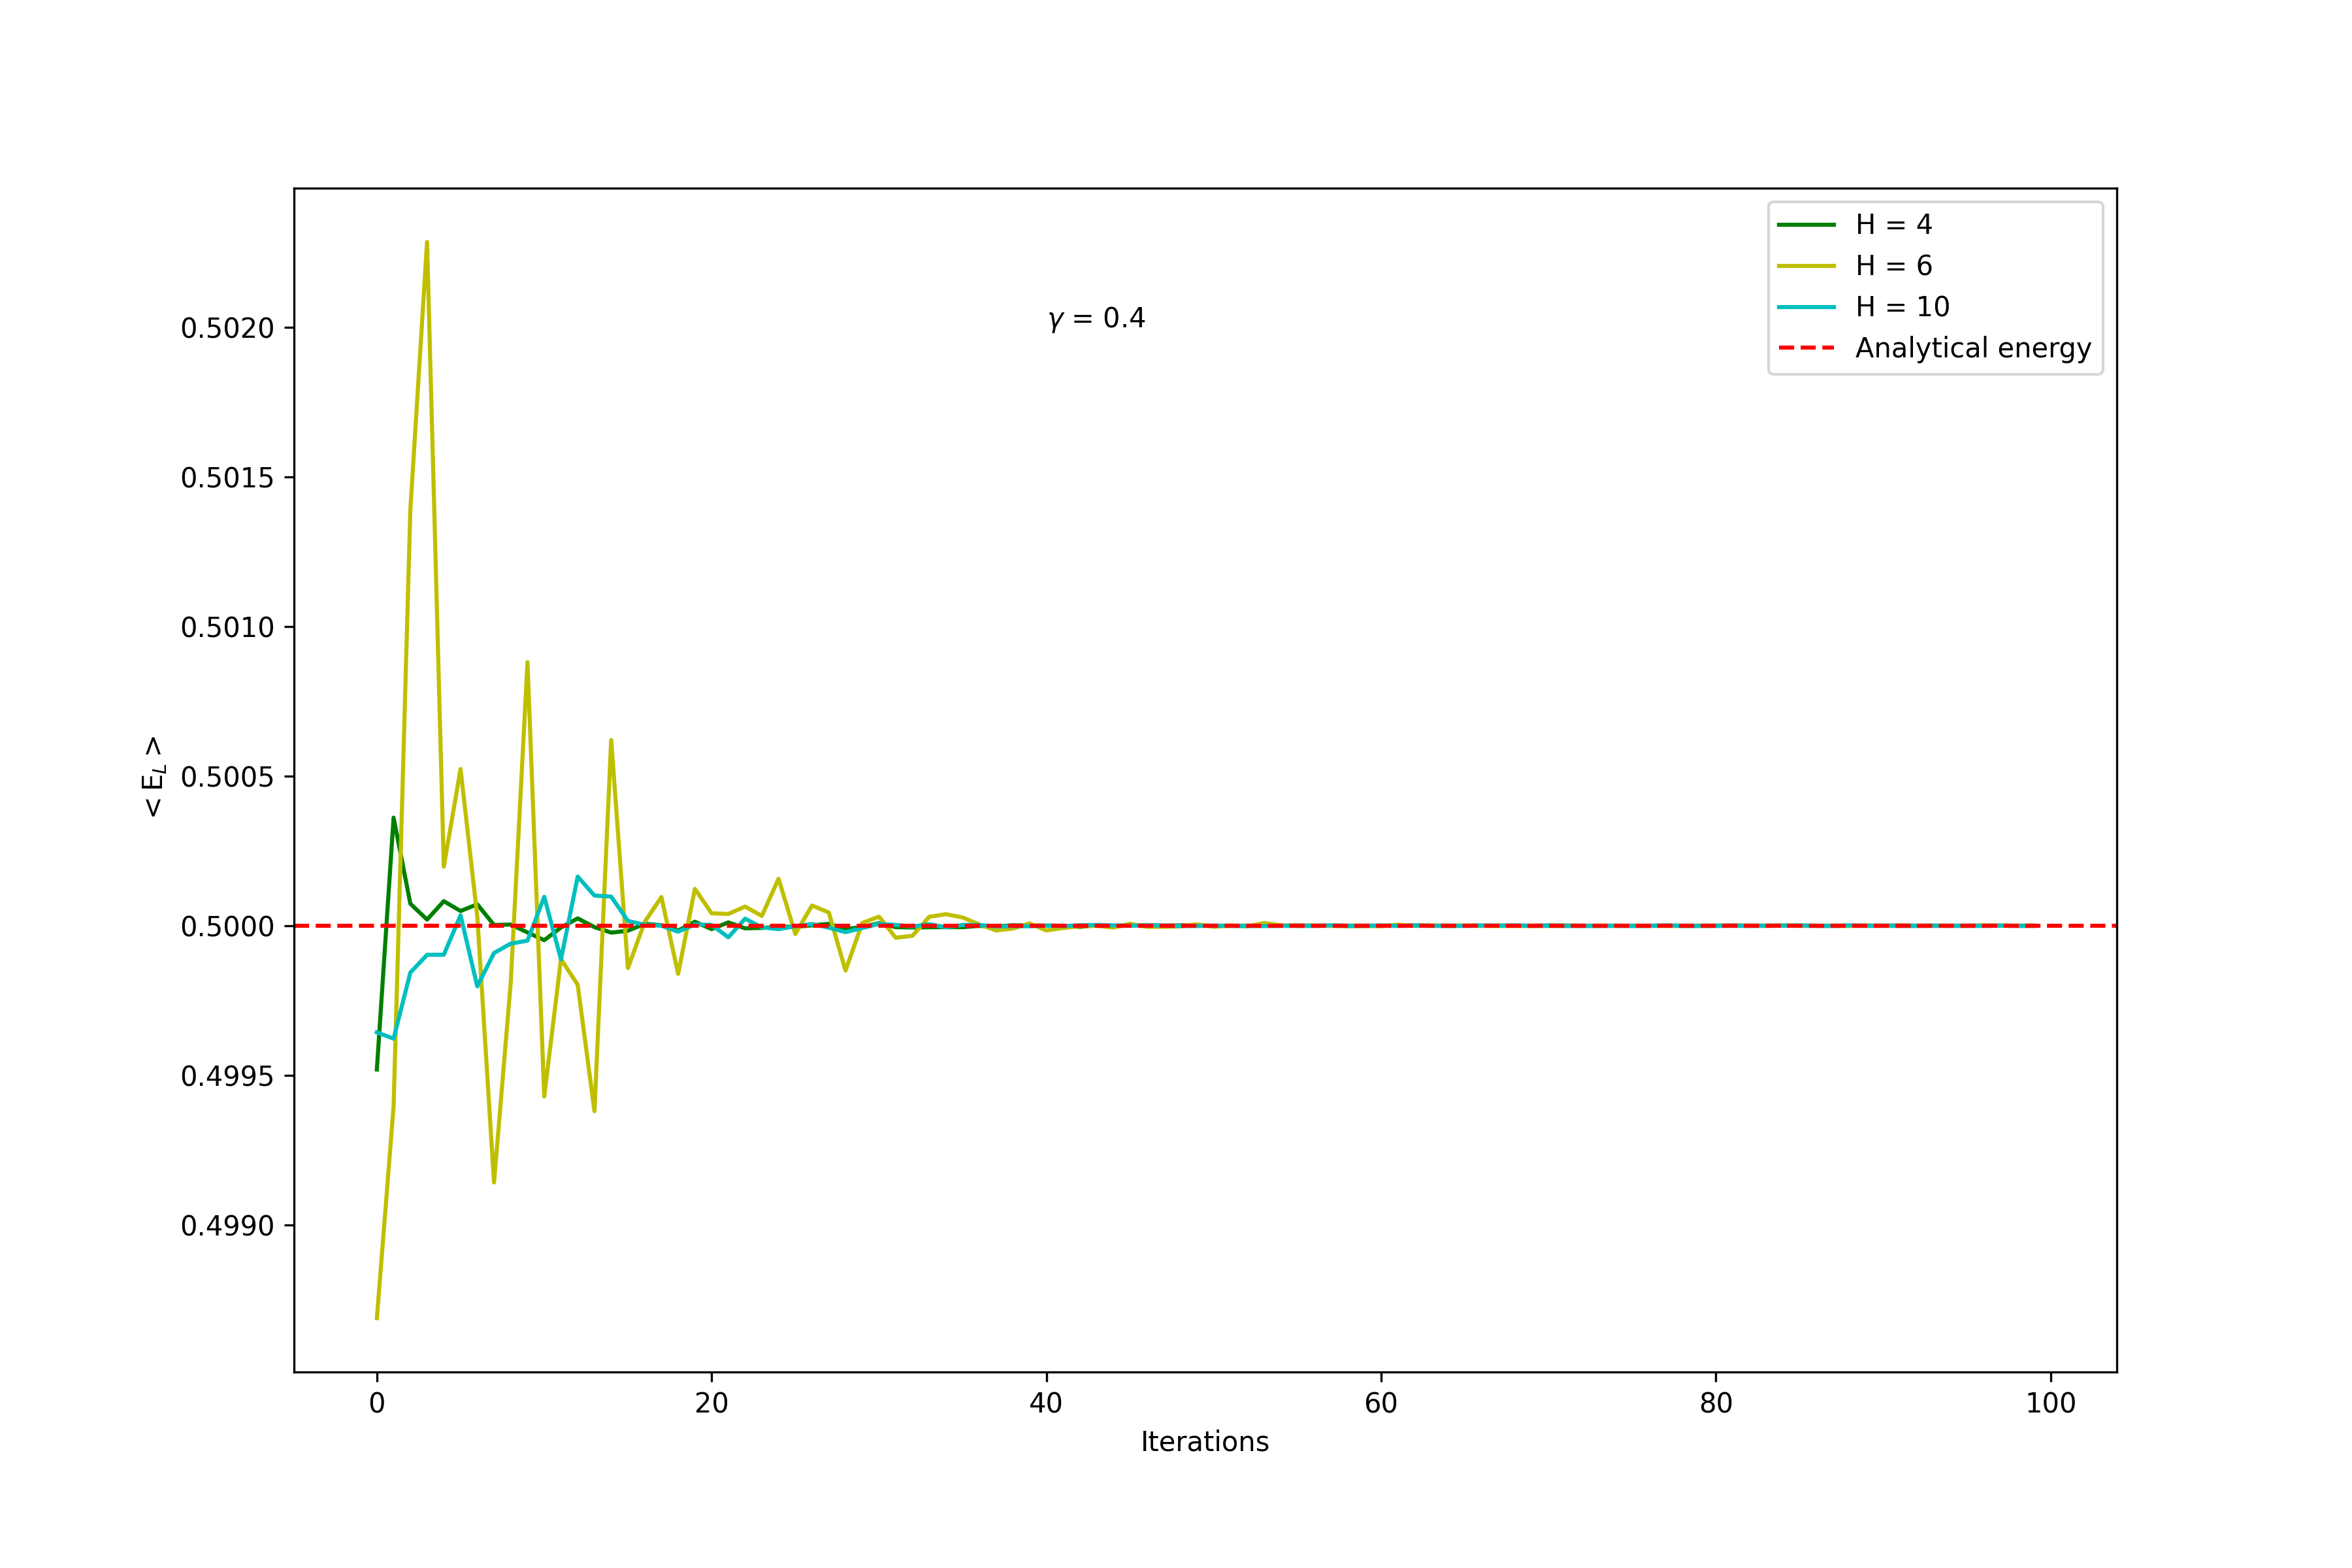 H = 4
H = 6
H = 10
Analytical energy
γ = 0.4
0.5020
0.5015
0.5010
0.5005
0.5000
0.4995
0.4990
< E_L >
0 20 40 60 80 100
Iterations